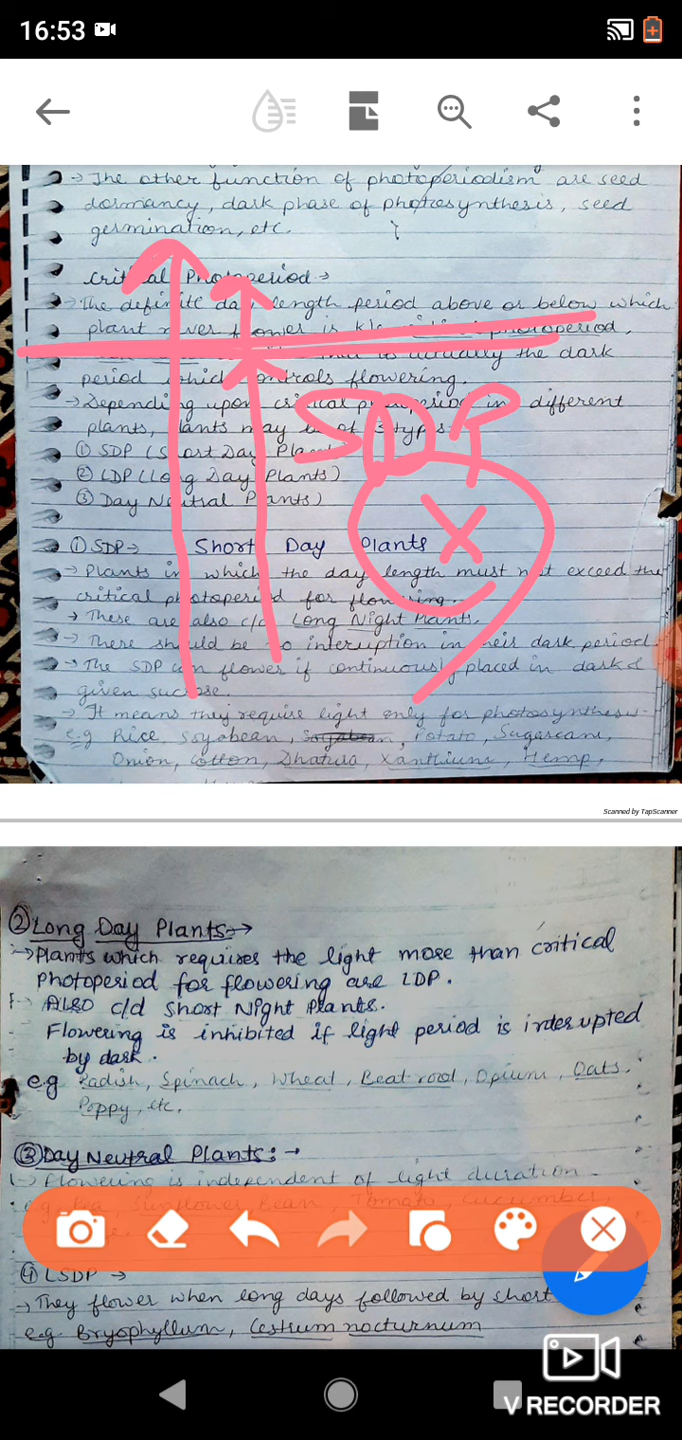 16:53
→ The other function of photoperiodism are seed
dormancy, dark phase of photosynthesis, seed
germination, etc.
Critical Photoperiod →
→ The definite day length period above or below which
plant never flower is k/a critical photoperiod,
that is actually the dark
period which controls flowering.
→ Depending upon critical photoperiod in different
plants, plants may be of 3 types
① SDP (Short Day Plants)
② LDP (Long Day Plants)
③ Day Neutral Plants)
① SDP → Short Day Plants
→ Plants in which the day length must not exceed the
critical photoperiod for flowering.
→ These are also c/d Long Night Plants.
→ There should be no interuption in their dark period.
→ The SDP can flower if continuously placed in dark &
given sucrose.
→ It means they require light only for photosynthesis
e.g Rice, Soyabean, Potato, Sugarcane,
Onion, Cotton, Dhatura, Xanthium, Hemp,
Scanned by TapScanner
② Long Day Plants →
→ Plants which requires the light more than critical
Photoperiod for flowering are LDP.
Also c/d Short Night Plants.
Flowering is inhibited if light period is interupted
by dark.
e.g Radish, Spinach, Wheat, Beat root, Opium, Oats,
Poppy, etc.
③ Day Neutral Plants: →
Flowering is independent of light duration
Sunflower, Bean, Tomato, Cucumber,
④ LSDP →
→ They flower when long days followed by short
e.g. Bryophyllum, Cestrum nocturnum
V RECORDER